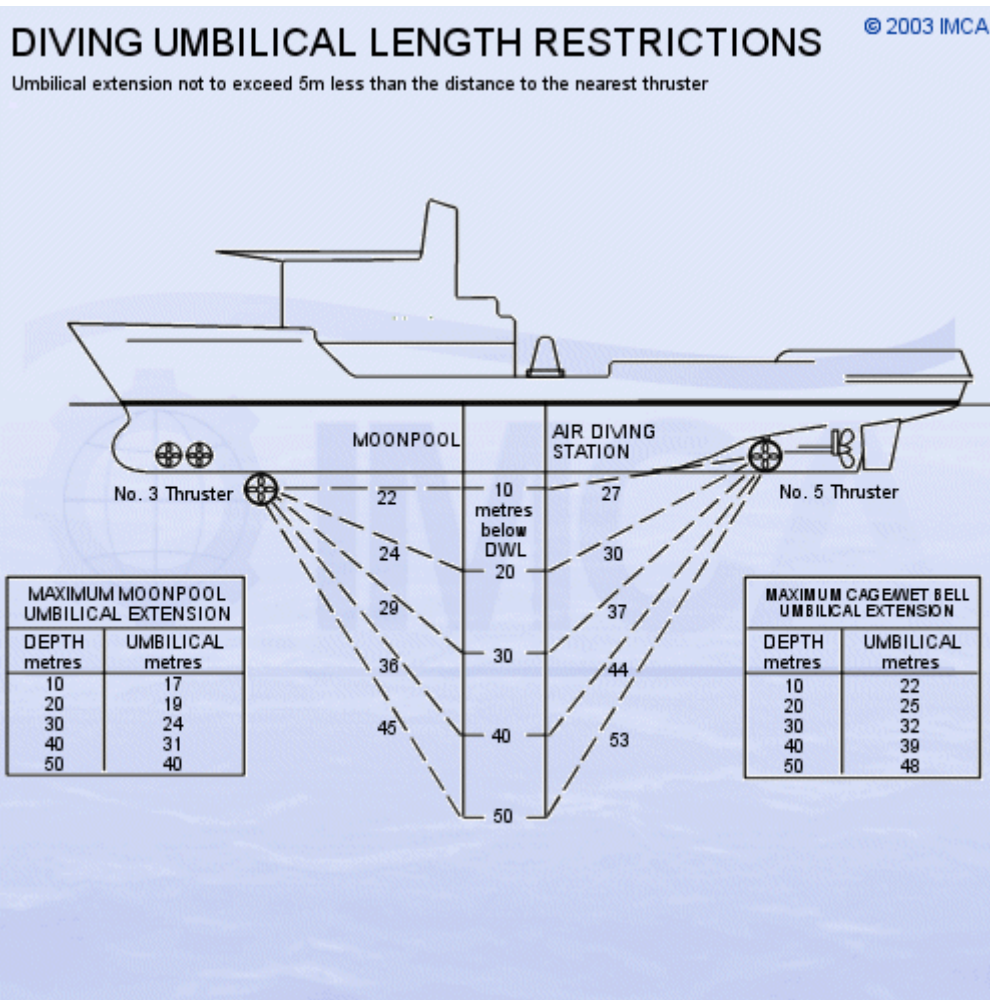 © 2003 IMCA
DIVING UMBILICAL LENGTH RESTRICTIONS
Umbilical extension not to exceed 5m less than the distance to the nearest thruster
MOONPOOL
AIR DIVING
STATION
No. 3 Thruster
22
10
metres
below
DWL
27
No. 5 Thruster
24
20
30
29
30
37
36
40
44
45
50
53
MAXIMUM MOONPOOL
UMBILICAL EXTENSION
DEPTH UMBILICAL
metres metres
10 17
20 19
30 24
40 31
50 40
MAXIMUM CAGE/WET BELL
UMBILICAL EXTENSION
DEPTH UMBILICAL
metres metres
10 22
20 25
30 32
40 39
50 48
IMCA